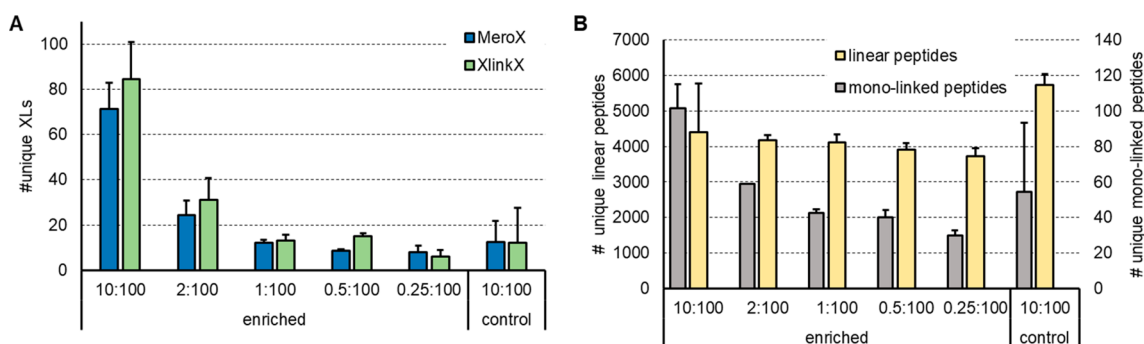 A
#unique XLs
100
80
60
40
20
0
MeroX
XlinkX
10:100 2:100 1:100 0.5:100 0.25:100 10:100
enriched control
B
# unique linear peptides
7000
6000
5000
4000
3000
2000
1000
0
linear peptides
mono-linked peptides
140
120
100
80
60
40
20
0
# unique mono-linked peptides
10:100 2:100 1:100 0.5:100 0.25:100 10:100
enriched control